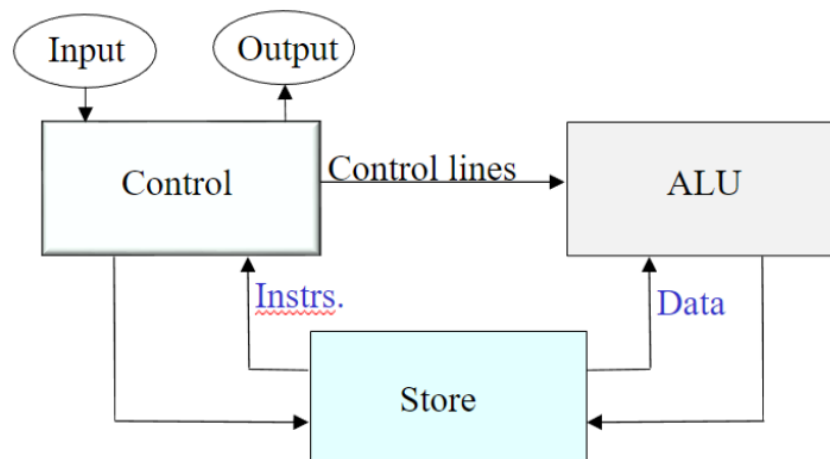 Input
Output
Control
Control lines
ALU
Instrs.
Data
Store